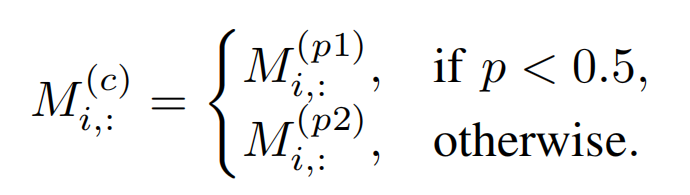 M_{i,:}^{(c)} = \begin{cases} M_{i,:}^{(p1)}, & \text{if } p < 0.5, \\ M_{i,:}^{(p2)}, & \text{otherwise.} \end{cases}